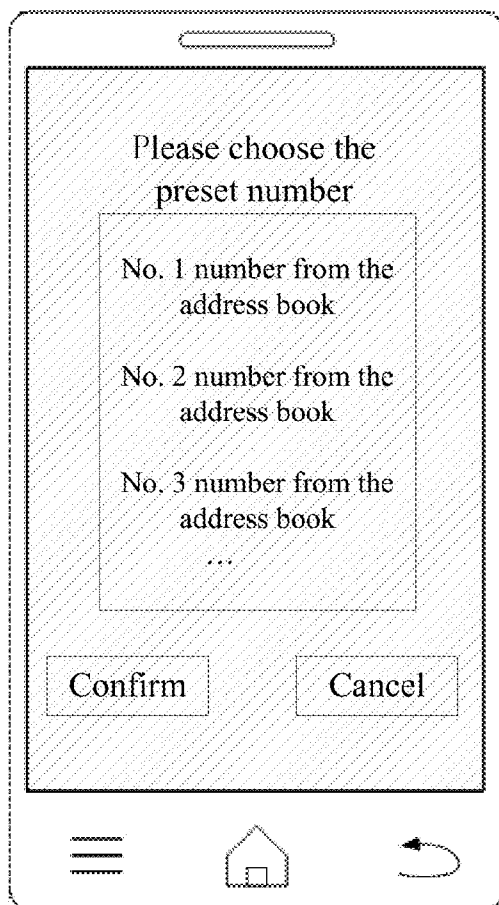 Please choose the
preset number
No. 1 number from the
address book
No. 2 number from the
address book
No. 3 number from the
address book
...
Confirm
Cancel